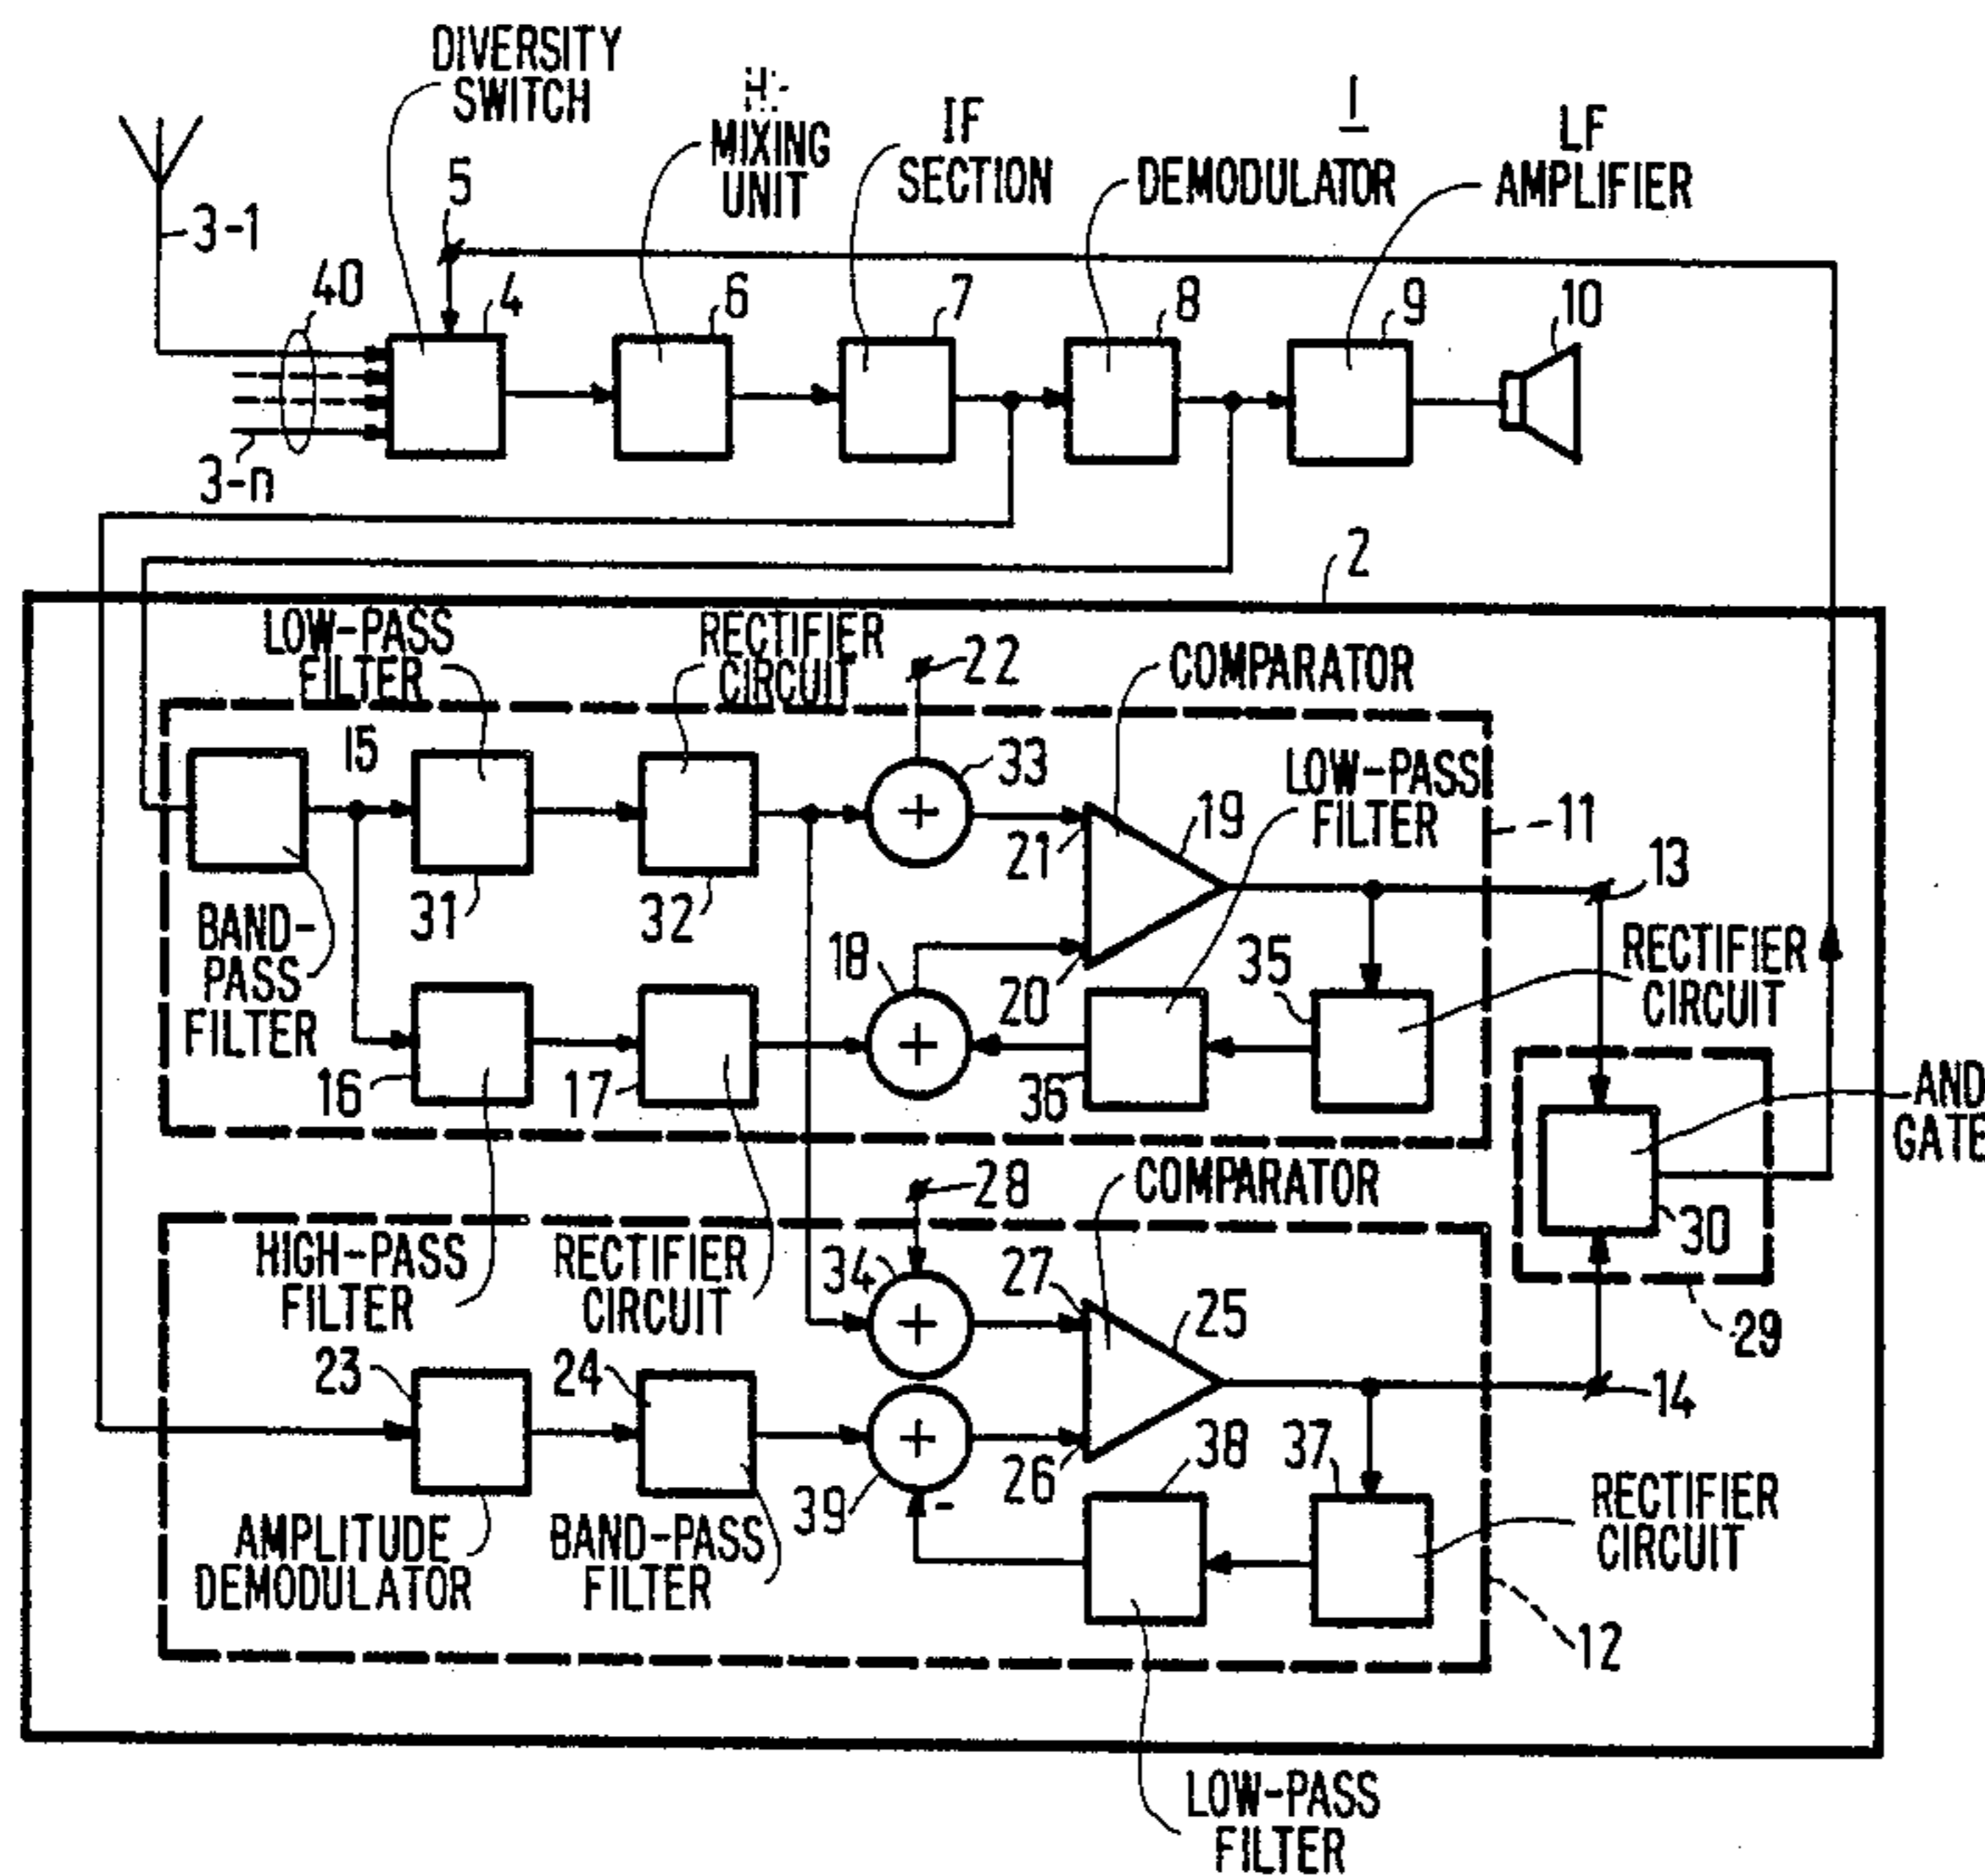 DIVERSITY
SWITCH
MIXING
UNIT
IF
SECTION
1
DEMODULATOR
LF
AMPLIFIER
3-1
5
40
4
6
7
8
9
10
3-n
2
LOW-PASS
FILTER
RECTIFIER
CIRCUIT
22
COMPARATOR
15
33
LOW-PASS
FILTER
19
11
+
21
13
31
32
BAND-
PASS
FILTER
18
20
35
RECTIFIER
CIRCUIT
+
16
17
36
AND
GATE
28
COMPARATOR
30
HIGH-PASS
FILTER
RECTIFIER
CIRCUIT
34
27
25
29
+
23
24
14
+
39
-
26
38
37
RECTIFIER
CIRCUIT
AMPLITUDE
DEMODULATOR
BAND-PASS
FILTER
12
LOW-PASS
FILTER